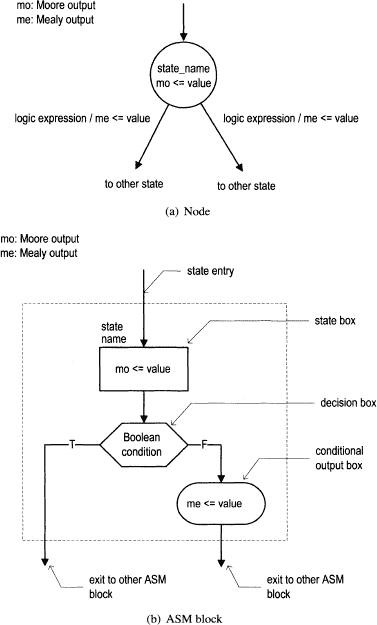 mo: Moore output
me: Mealy output
state_name
mo <= value
logic expression / me <= value
logic expression / me <= value
to other state
to other state
(a) Node
mo: Moore output
me: Mealy output
state entry
state
name
state box
mo <= value
decision box
Boolean
condition
T
F
conditional
output box
me <= value
exit to other ASM
block
exit to other ASM
block
(b) ASM block